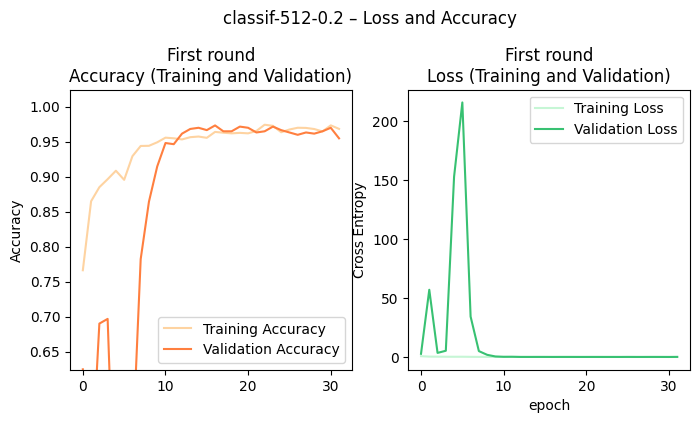 classif-512-0.2 – Loss and Accuracy
First round
Accuracy (Training and Validation)
Accuracy
1.00
0.95
0.90
0.85
0.80
0.75
0.70
0.65
0
10
20
30
Training Accuracy
Validation Accuracy
First round
Loss (Training and Validation)
Cross Entropy
200
150
100
50
0
0
10
20
30
epoch
Training Loss
Validation Loss